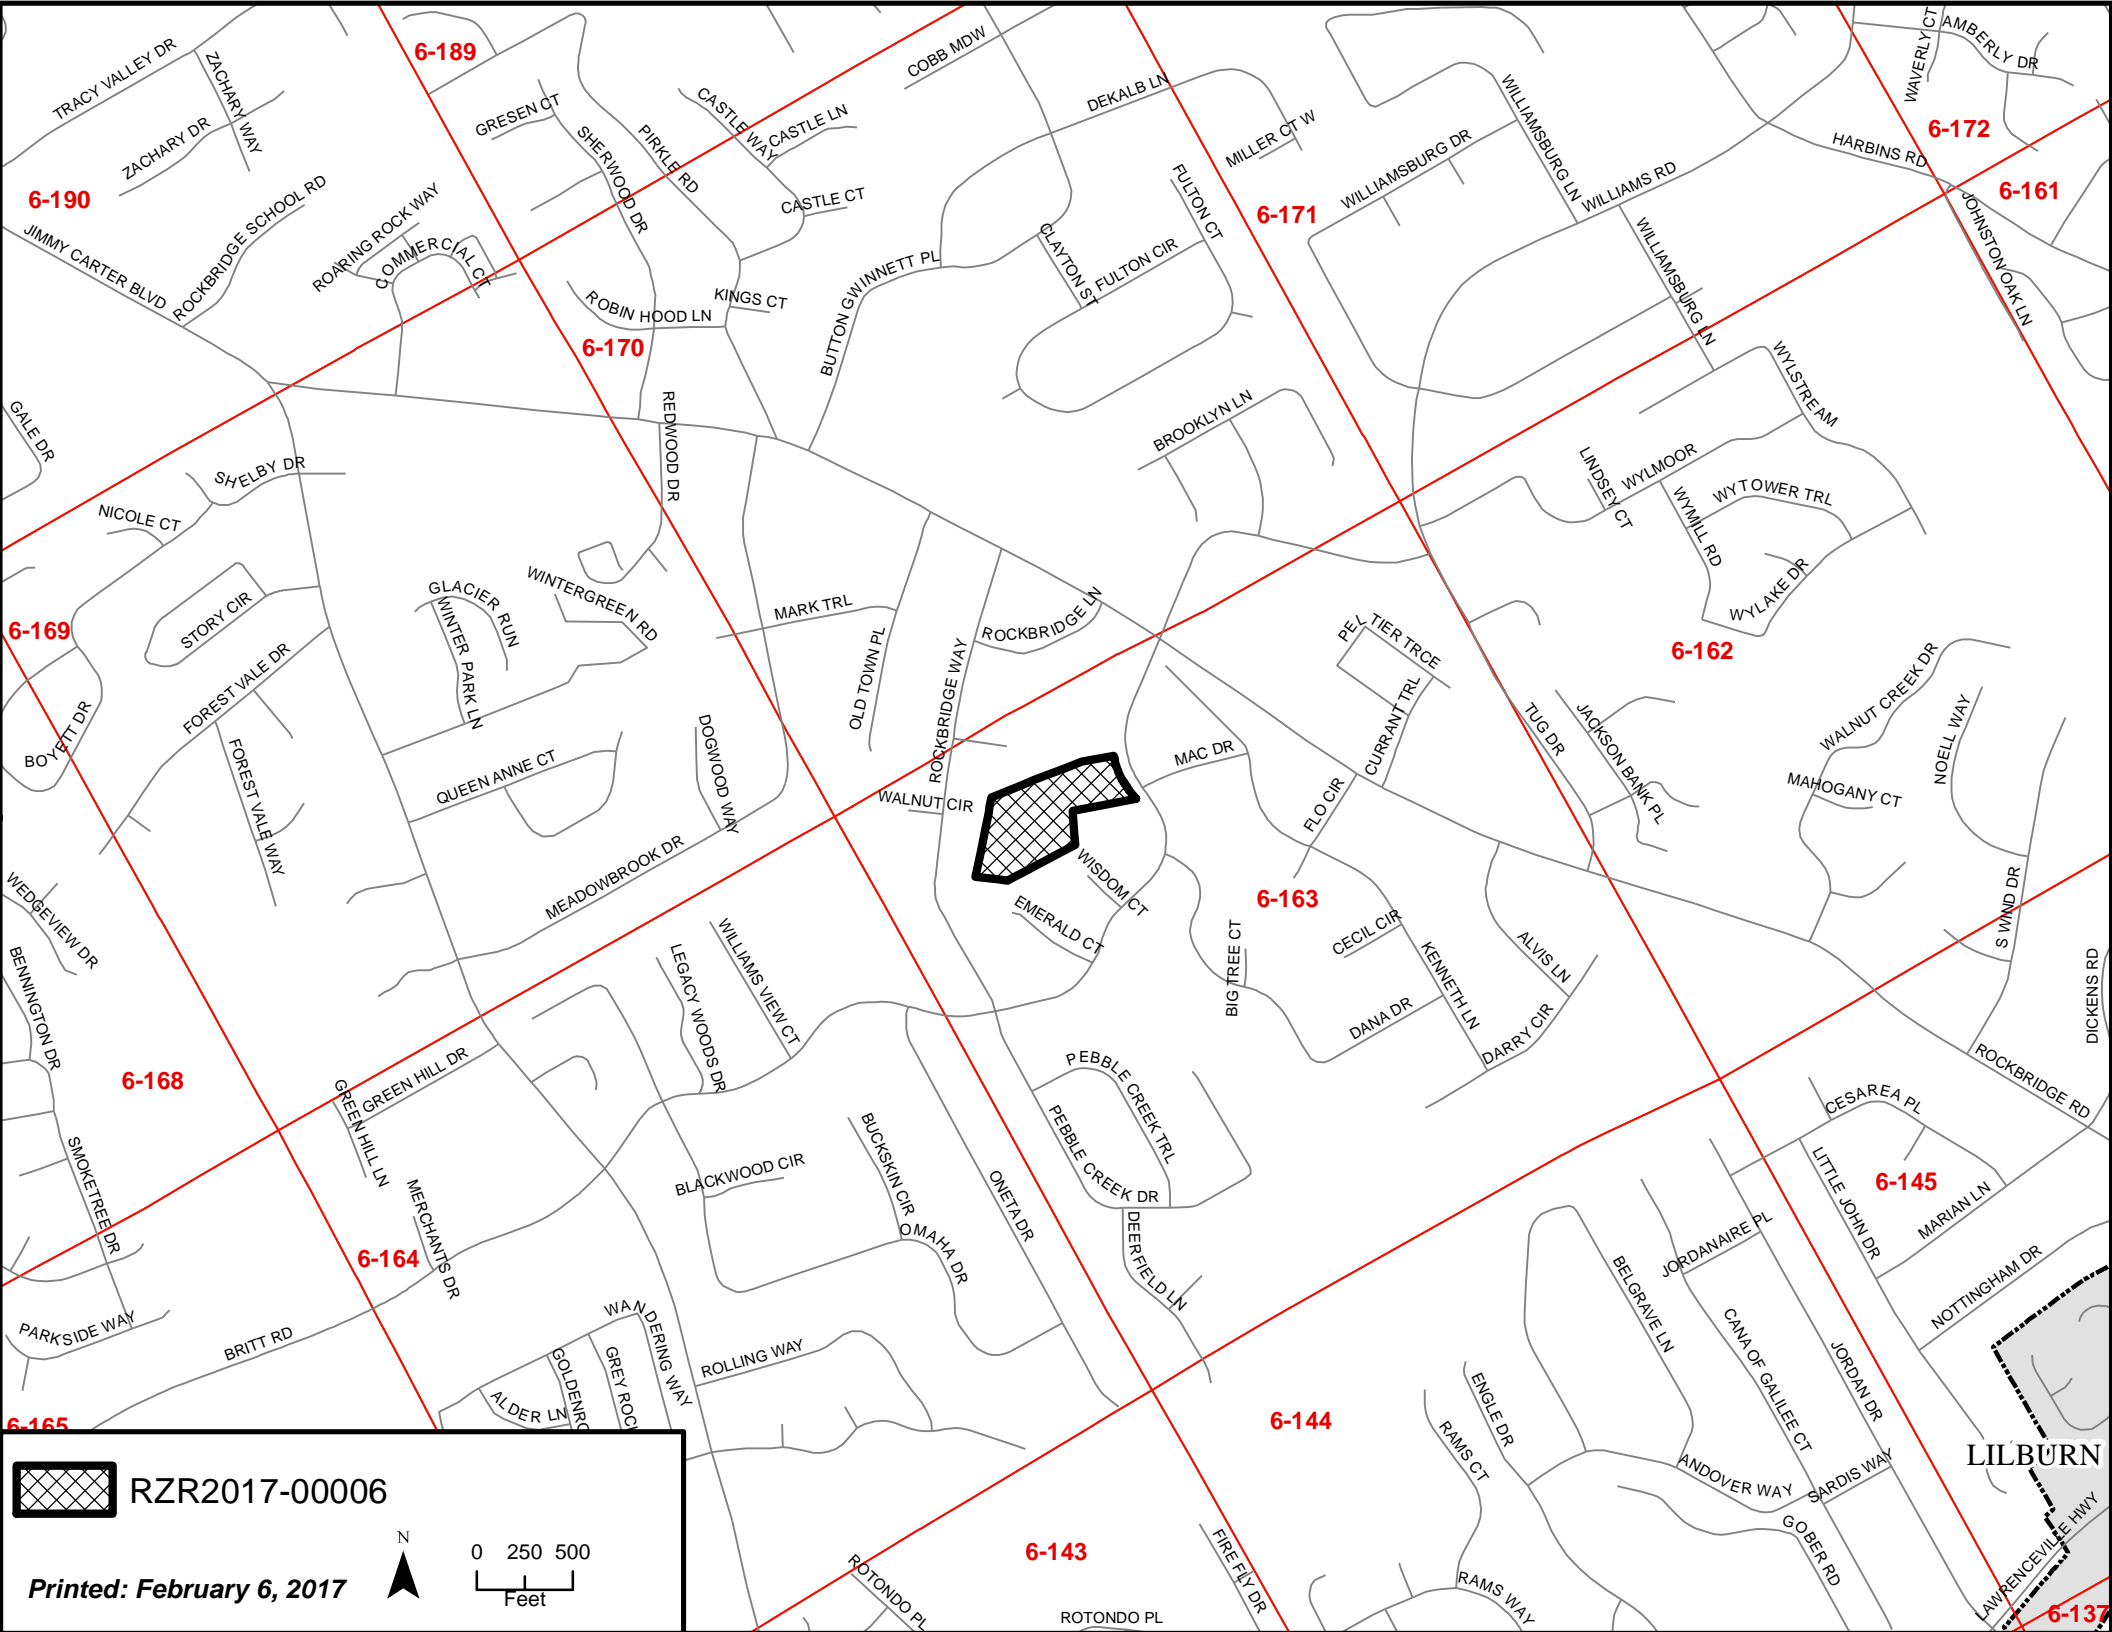 6-189
COBB MDW
WAVERLY CT
AMBERLY DR
TRACY VALLEY DR
ZACHARY WAY
GRESEN CT
CASTLE WAY
CASTLE LN
DEKALB LN
WILLIAMSBURG LN
6-172
ZACHARY DR
SHERWOOD DR
PIRKLE RD
MILLER CT W
WILLIAMSBURG DR
HARBINS RD
6-190
ROCKBRIDGE SCHOOL RD
ROARING ROCK WAY
CASTLE CT
FULTON CT
6-171
WILLIAMS RD
6-161
JIMMY CARTER BLVD
COMMERCIAL CT
BUTTON GWINNETT PL
CLAYTON ST
FULTON CIR
WILLIAMSBURG LN
JOHNSTON OAK LN
ROBIN HOOD LN
KINGS CT
6-170
WYLSTREAM
GALE DR
REDWOOD DR
BROOKLYN LN
SHELBY DR
LINDSEY CT
WYLMOOR
NICOLE CT
WYMILL RD
WYTOWER TRL
STORY CIR
GLACIER RUN
WINTERGREEN RD
MARK TRL
ROCKBRIDGE LN
WYLAKE DR
6-169
WINTER PARK LN
OLD TOWN PL
PELTIER TRCE
6-162
FOREST VALE DR
ROCKBRIDGE WAY
CURRANT TRL
WALNUT CREEK DR
BOYETT DR
FOREST VALE WAY
QUEEN ANNE CT
DOGWOOD WAY
MAC DR
TUG DR
JACKSON BANK PL
NOELL WAY
WALNUT CIR
FLO CIR
MAHOGANY CT
MEADOWBROOK DR
WISDOM CT
6-163
WEDGEVIEW DR
EMERALD CT
S WIND DR
BENNINGTON DR
LEGACY WOODS DR
WILLIAMS VIEW CT
BIG TREE CT
CECIL CIR
KENNETH LN
ALVIS LN
DICKENS RD
DANA DR
DARRY CIR
6-168
GREEN HILL DR
GREEN HILL LN
PEBBLE CREEK TRL
ROCKBRIDGE RD
CESAREA PL
SMOKETREE DR
MERCHANTS DR
BLACKWOOD CIR
BUCKSKIN CIR
ONETA DR
PEBBLE CREEK DR
LITTLE JOHN DR
6-145
MARIAN LN
6-164
OMAHA DR
DEERFIELD LN
BELGRAVE LN
JORDANAIRE PL
NOTTINGHAM DR
PARKSIDE WAY
BRITT RD
WANDERING WAY
ROLLING WAY
CANA OF GALILEE CT
JORDAN DR
GOLDENRO
GREY ROCK
ALDER LN
ENGLE DR
6-165
6-144
RAMS CT
LILBURN
ANDOVER WAY
SARDIS WAY
RZR2017-00006
GOBER RD
LAWRENCEVILLE HWY
N
0 250 500
Feet
6-143
FIRE FLY DR
Printed: February 6, 2017
ROTONDO PL
ROTONDO PL
RAMS WAY
6-137